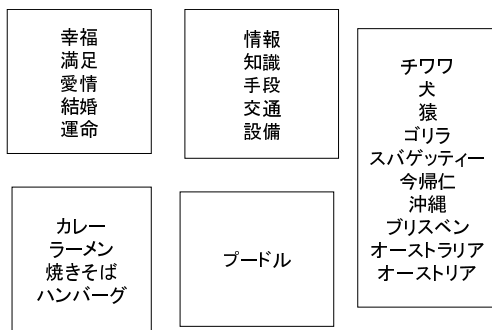 幸福
満足
愛情
結婚
運命
情報
知識
手段
交通
設備
チワワ
犬
猿
ゴリラ
スパゲッティー
今帰仁
沖縄
ブリスベン
オーストラリア
オーストリア
カレー
ラーメン
焼きそば
ハンバーグ
プードル